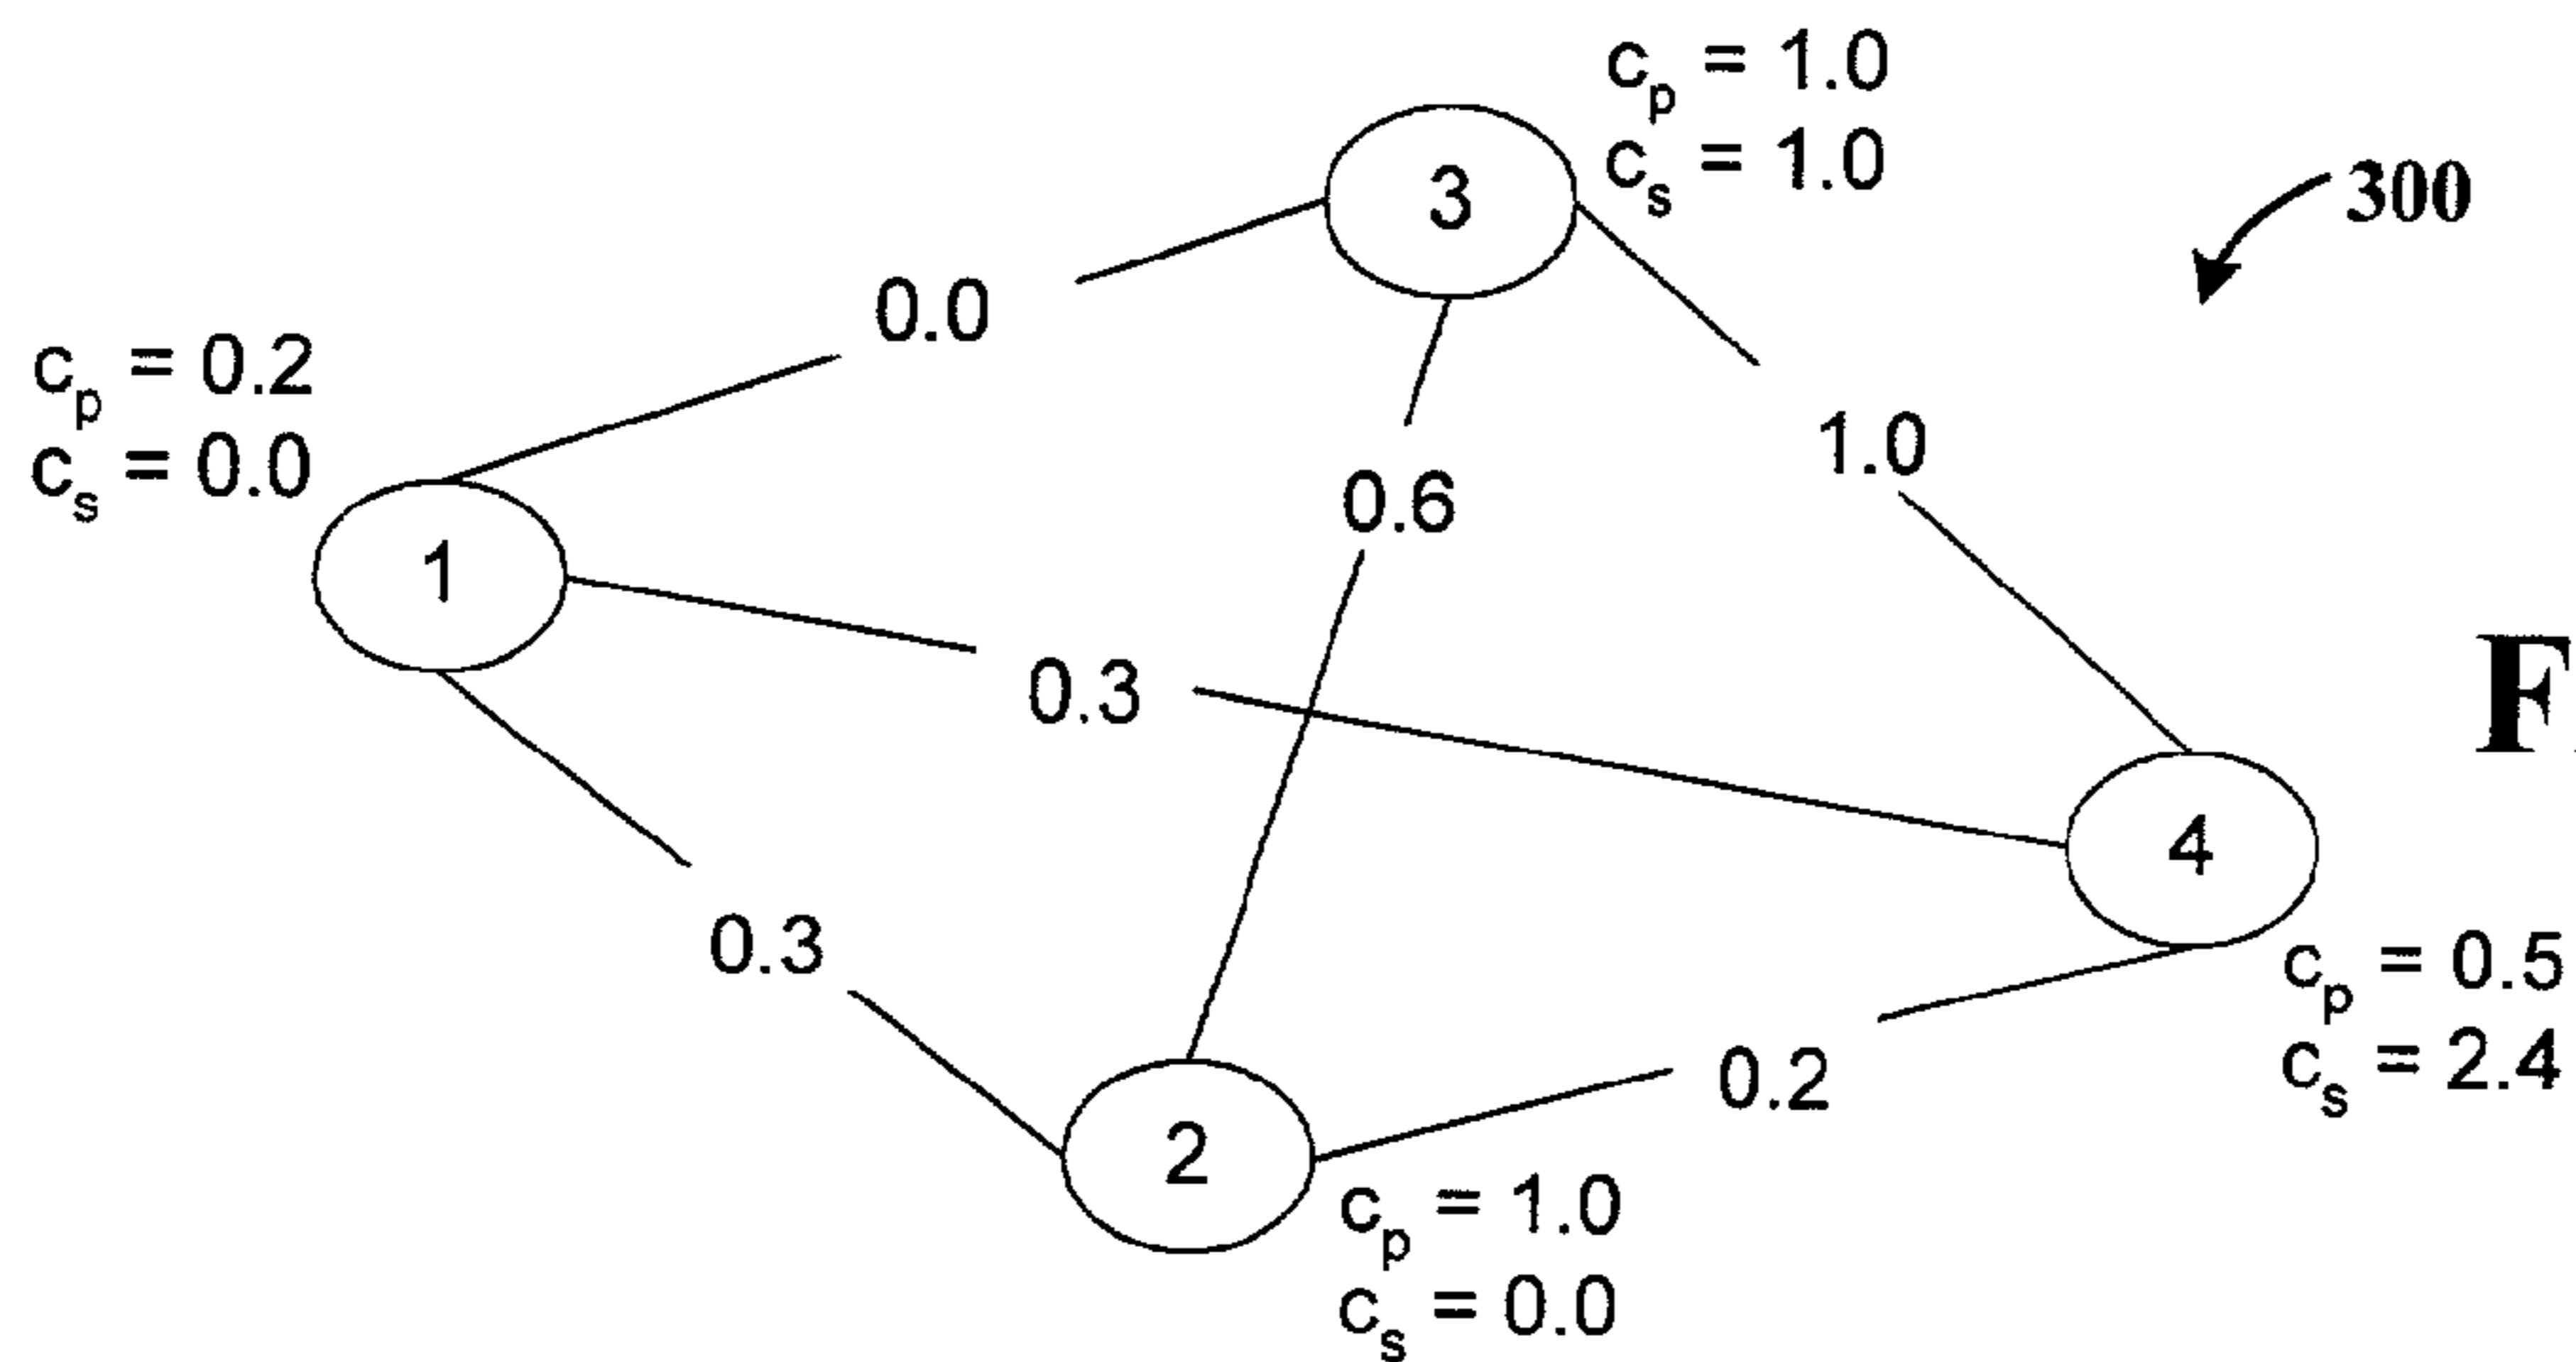 c_p = 1.0
c_s = 1.0
3
300
0.0
c_p = 0.2
c_s = 0.0
1.0
0.6
1
0.3
F
4
0.3
c_p = 0.5
c_s = 2.4
0.2
2
c_p = 1.0
c_s = 0.0